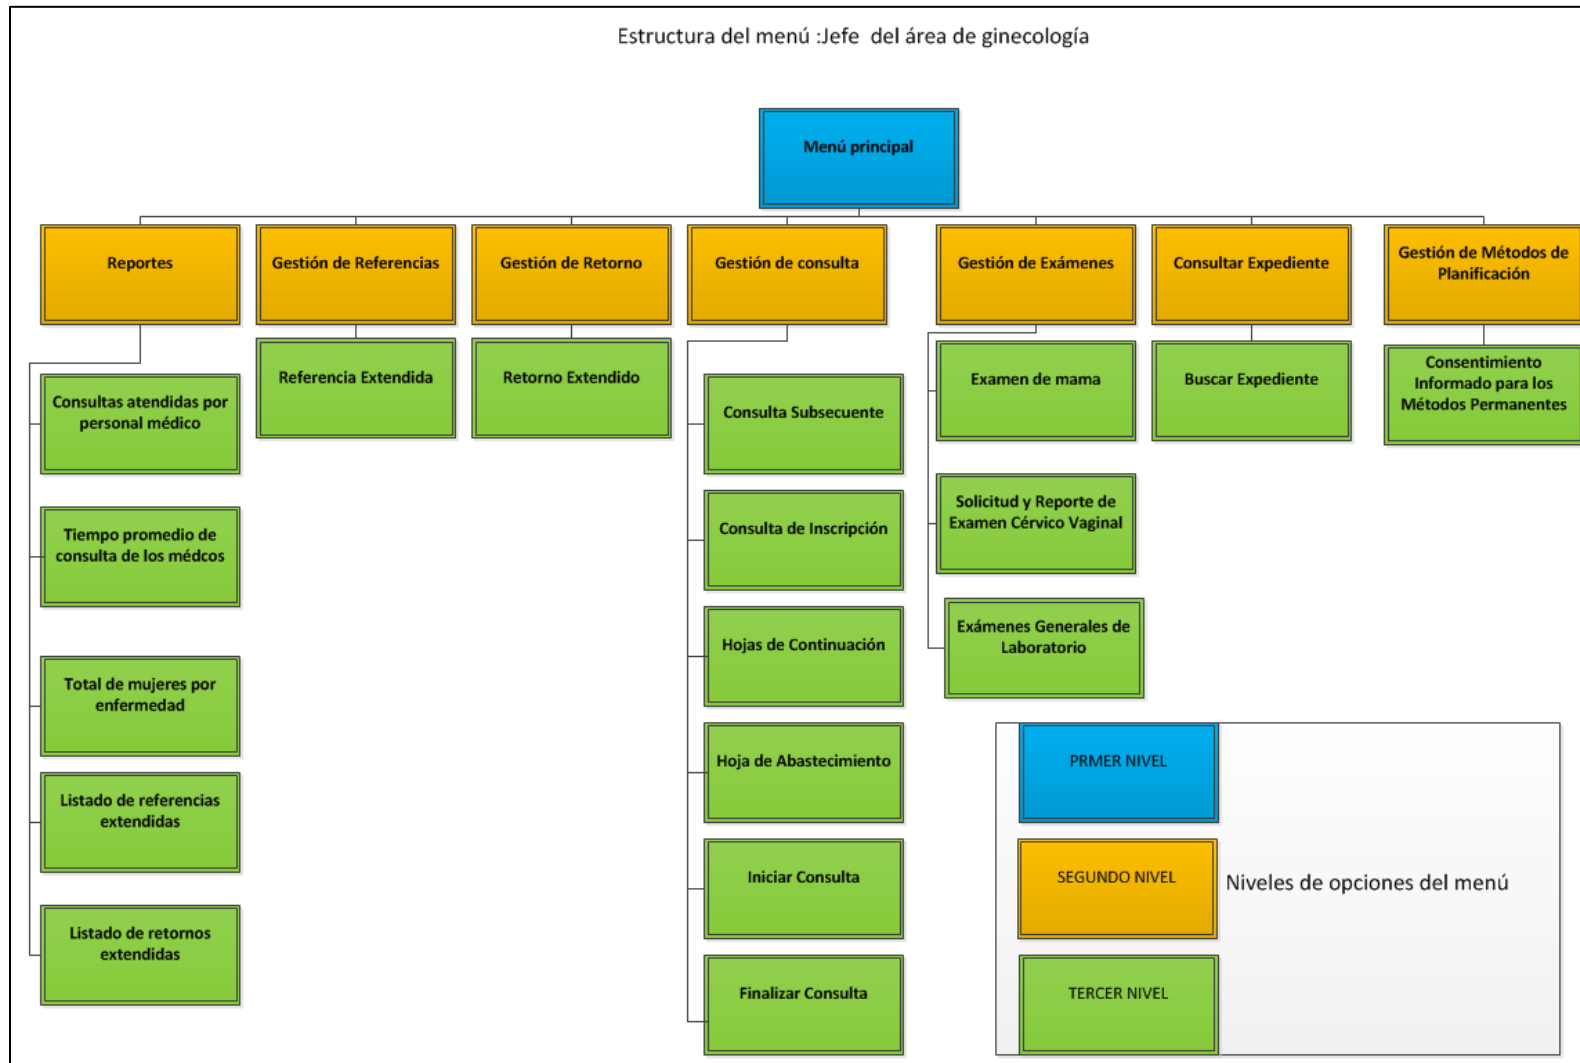 Estructura del menú :Jefe  del área de ginecología
Menú principal
Reportes
Gestión de Referencias
Gestión de Retorno
Gestión de consulta
Gestión de Exámenes
Consultar Expediente
Gestión de Métodos de
Planificación
Consultas atendidas por
personal médico
Tiempo promedio de
consulta de los médcos
Total de mujeres por
enfermedad
Listado de referencias
extendidas
Listado de retornos
extendidas
Referencia Extendida
Retorno Extendido
Consulta Subsecuente
Consulta de Inscripción
Hojas de Continuación
Hoja de Abastecimiento
Iniciar Consulta
Finalizar Consulta
Examen de mama
Solicitud y Reporte de
Examen Cérvico Vaginal
Exámenes Generales de
Laboratorio
Buscar Expediente
Consentimiento
Informado para los
Métodos Permanentes
PRMER NIVEL
SEGUNDO NIVEL
TERCER NIVEL
Niveles de opciones del menú